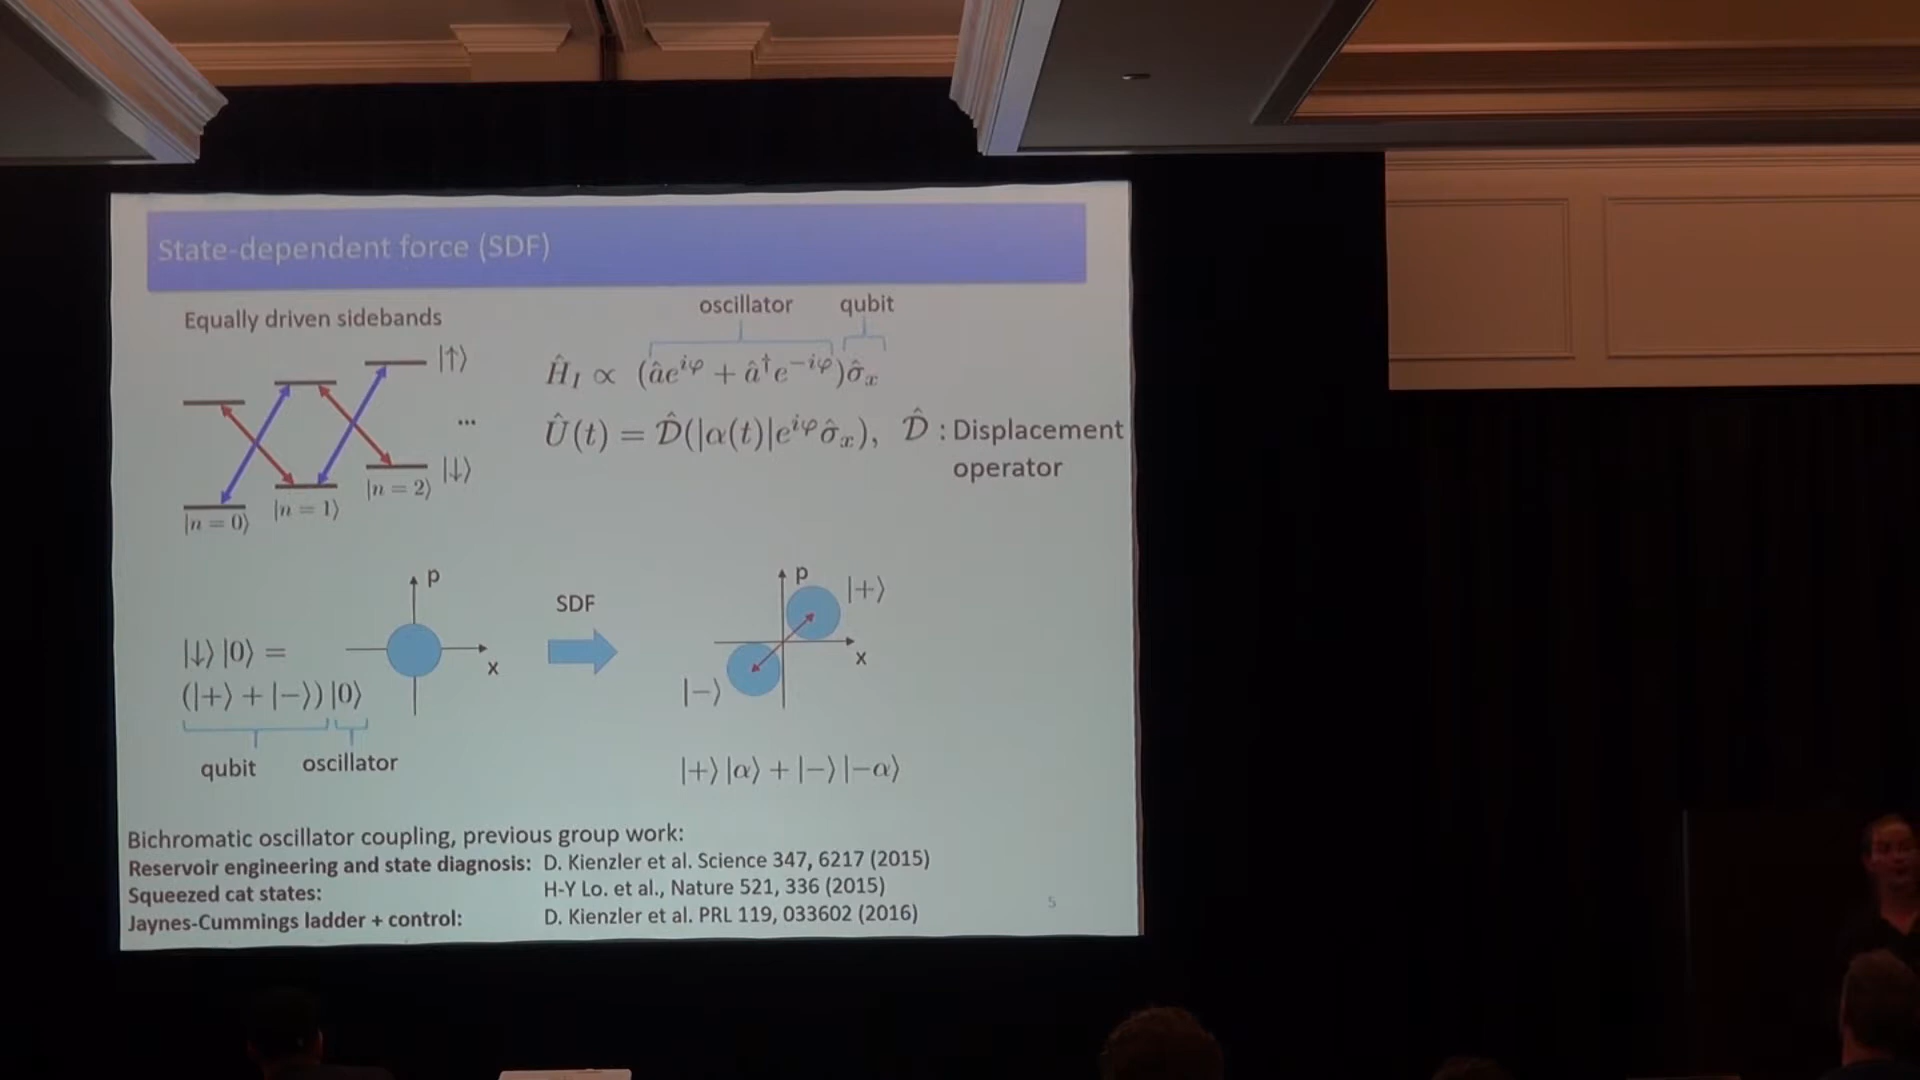 State-dependent force (SDF)
Equally driven sidebands
|↑⟩
...
|↓⟩
|n = 0⟩
|n = 1⟩
|n = 2⟩
oscillator qubit
Ĥ_I ∝ (âe^{iφ} + â†e^{-iφ})σ̂_x
Û(t) = D̂(|α(t)|e^{iφ}σ̂_x), D̂ : Displacement
operator
|↓⟩ |0⟩ =
(|+⟩ + |−⟩) |0⟩
qubit oscillator
p
x
SDF
p
|+⟩
x
|−⟩
|+⟩ |α⟩ + |−⟩ |−α⟩
Bichromatic oscillator coupling, previous group work:
Reservoir engineering and state diagnosis: D. Kienzler et al. Science 347, 6217 (2015)
Squeezed cat states: H-Y Lo. et al., Nature 521, 336 (2015)
Jaynes-Cummings ladder + control: D. Kienzler et al. PRL 119, 033602 (2016)
5